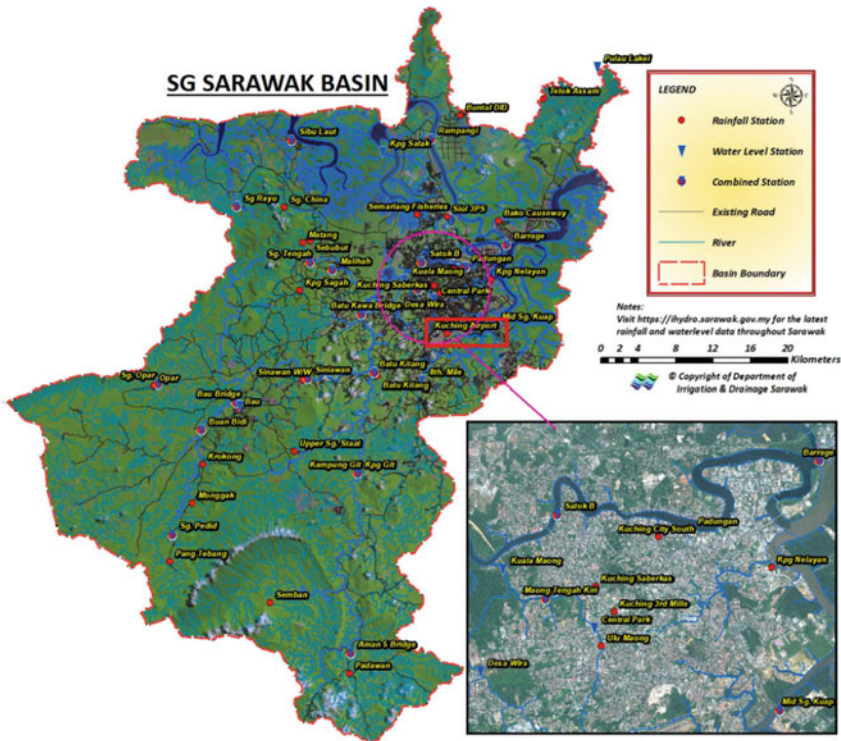 SG SARAWAK BASIN
Pulau Lakei
Telok Assam
Buntal DID
Rampangi
Sibu Laut
Kpg Salak
Sg Rayu
Sg. China
Semariang Fisheries
Siol JPS
Bako Causeway
Matang
Sebubut
Barrage
Sg. Tengah
Malihah
Satok B
Padungan
Kuala Maong
Kpg Nelayan
Kpg Sagah
Kuching Saberkas
Central Park
Batu Kawa Bridge
Desa Wira
Mid Sg. Kuap
Kuching Airport
Sg. Opar
Opar
Siniawan W/W
Siniawan
Batu Kitang
8th. Mile
Batu Kitang
Bau Bridge
Bau
Buan Bidi
Krokong
Upper Sg. Staat
Kampung Git
Kpg Git
Monggak
Sg. Pedid
Pang Tebang
Semban
Aman 5 Bridge
Padawan
LEGEND
N
E
S
W
Rainfall Station
Water Level Station
Combined Station
Existing Road
River
Basin Boundary
Notes:
Visit https://ihydro.sarawak.gov.my for the latest
rainfall and waterlevel data throughout Sarawak
0 2 4 8 12 16 20
Kilometers
© Copyright of Department of
Irrigation & Drainage Sarawak
Barrage
Satok B
Padungan
Kuching City South
Kuala Maong
Kpg Nelayan
Kuching Saberkas
Maong Tengah Kiri
Kuching 3rd Mille
Central Park
Ulu Maong
Desa Wira
Mid Sg. Kuap